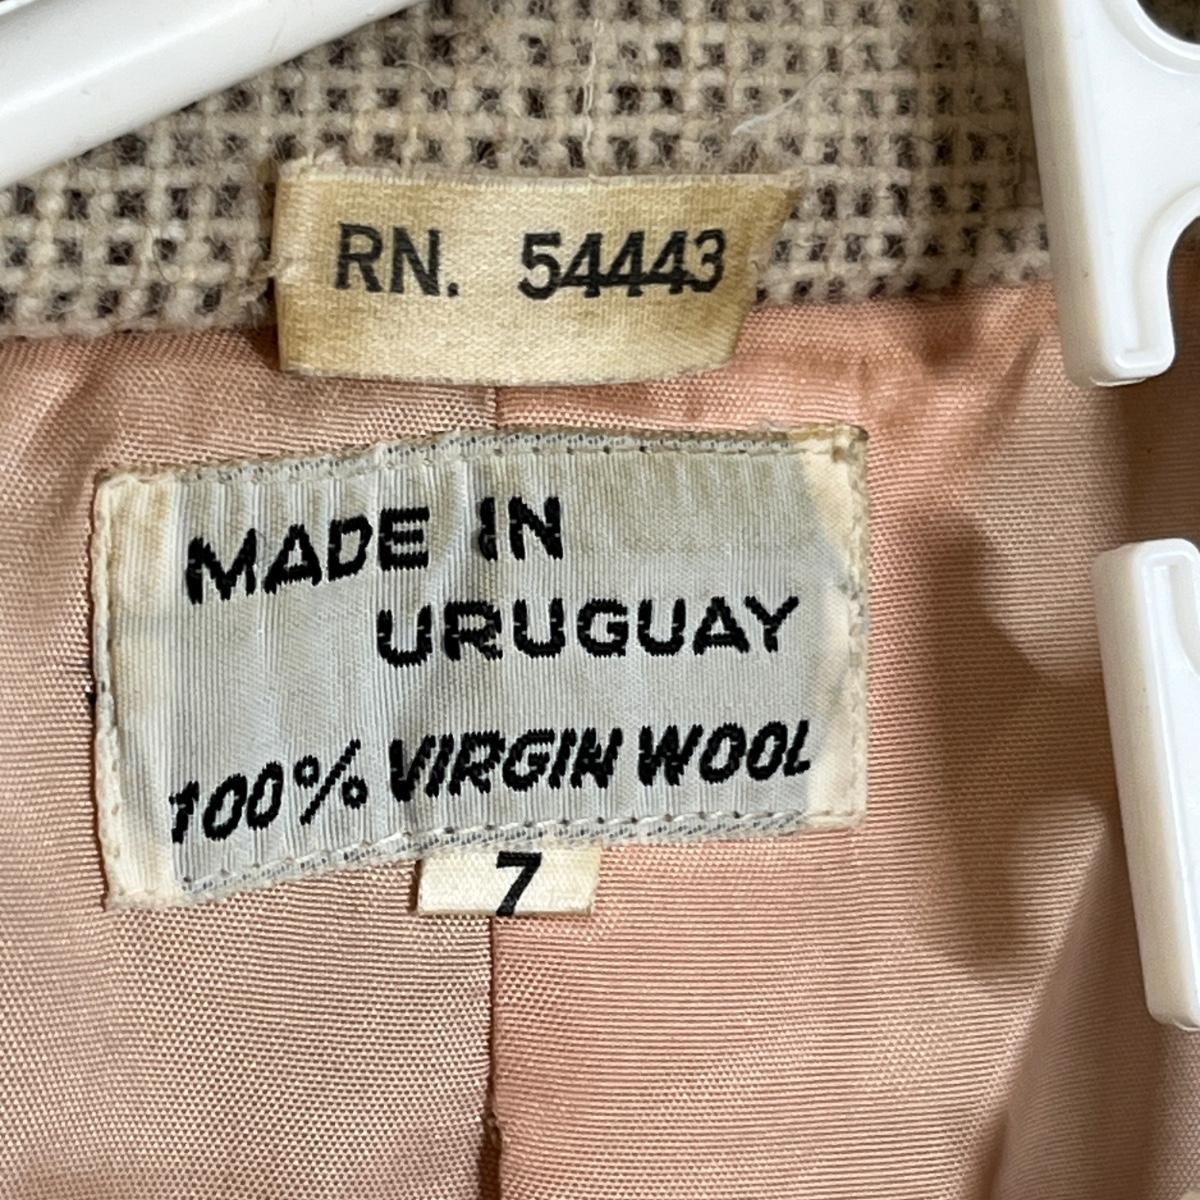 RN. 54443
MADE IN
URUGUAY
100% VIRGIN WOOL
7